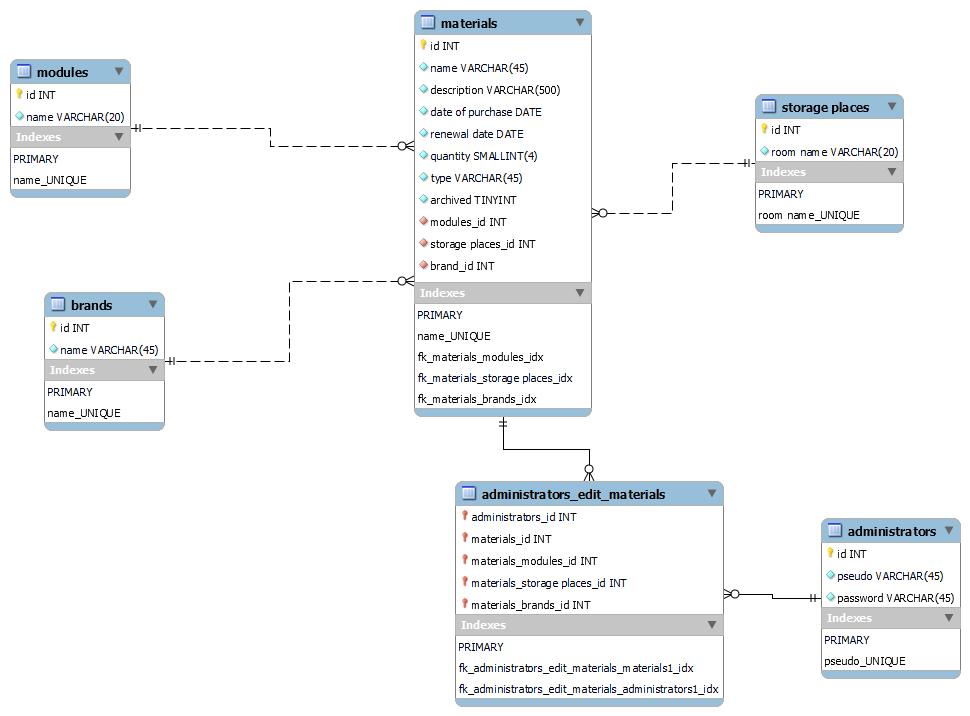 materials
id INT
name VARCHAR(45)
description VARCHAR(500)
date of purchase DATE
renewal date DATE
quantity SMALLINT(4)
type VARCHAR(45)
archived TINYINT
modules_id INT
storage places_id INT
brand_id INT
Indexes
PRIMARY
name_UNIQUE
fk_materials_modules_idx
fk_materials_storage places_idx
fk_materials_brands_idx
modules
id INT
name VARCHAR(20)
Indexes
PRIMARY
name_UNIQUE
storage places
id INT
room name VARCHAR(20)
Indexes
PRIMARY
room name_UNIQUE
brands
id INT
name VARCHAR(45)
Indexes
PRIMARY
name_UNIQUE
administrators_edit_materials
administrators_id INT
materials_id INT
materials_modules_id INT
materials_storage places_id INT
materials_brands_id INT
Indexes
PRIMARY
fk_administrators_edit_materials_materials1_idx
fk_administrators_edit_materials_administrators1_idx
administrators
id INT
pseudo VARCHAR(45)
password VARCHAR(45)
Indexes
PRIMARY
pseudo_UNIQUE